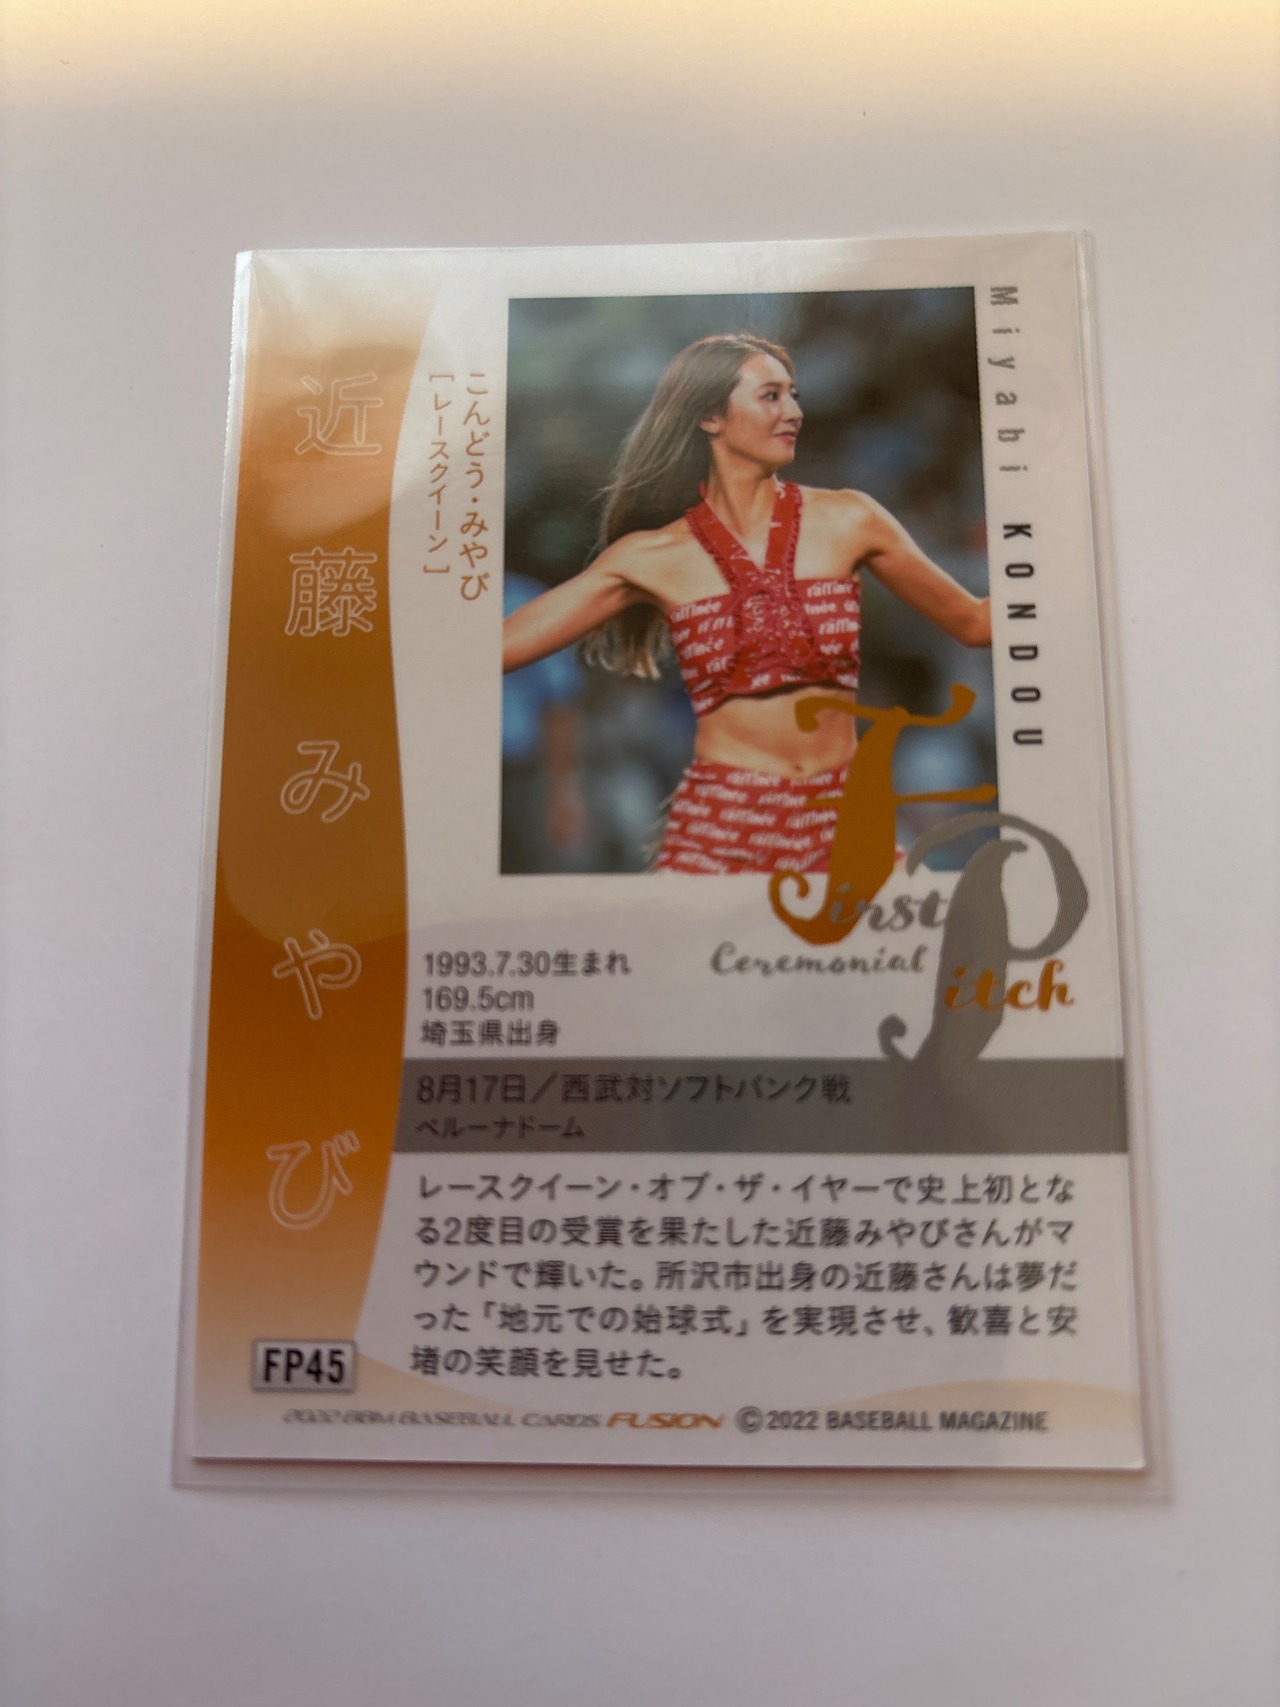 近藤みやび
こんどう・みやび
[レースクイーン]
Miyabi KONDOU
raffinée
First
Ceremonial
Pitch
1993.7.30生まれ
169.5cm
埼玉県出身
8月17日／西武対ソフトバンク戦
ベルーナドーム
レースクイーン・オブ・ザ・イヤーで史上初とな
る2度目の受賞を果たした近藤みやびさんがマ
ウンドで輝いた。所沢市出身の近藤さんは夢だ
った「地元での始球式」を実現させ、歓喜と安
堵の笑顔を見せた。
FP45
2022 BBM BASEBALL CARDS FUSION ©2022 BASEBALL MAGAZINE